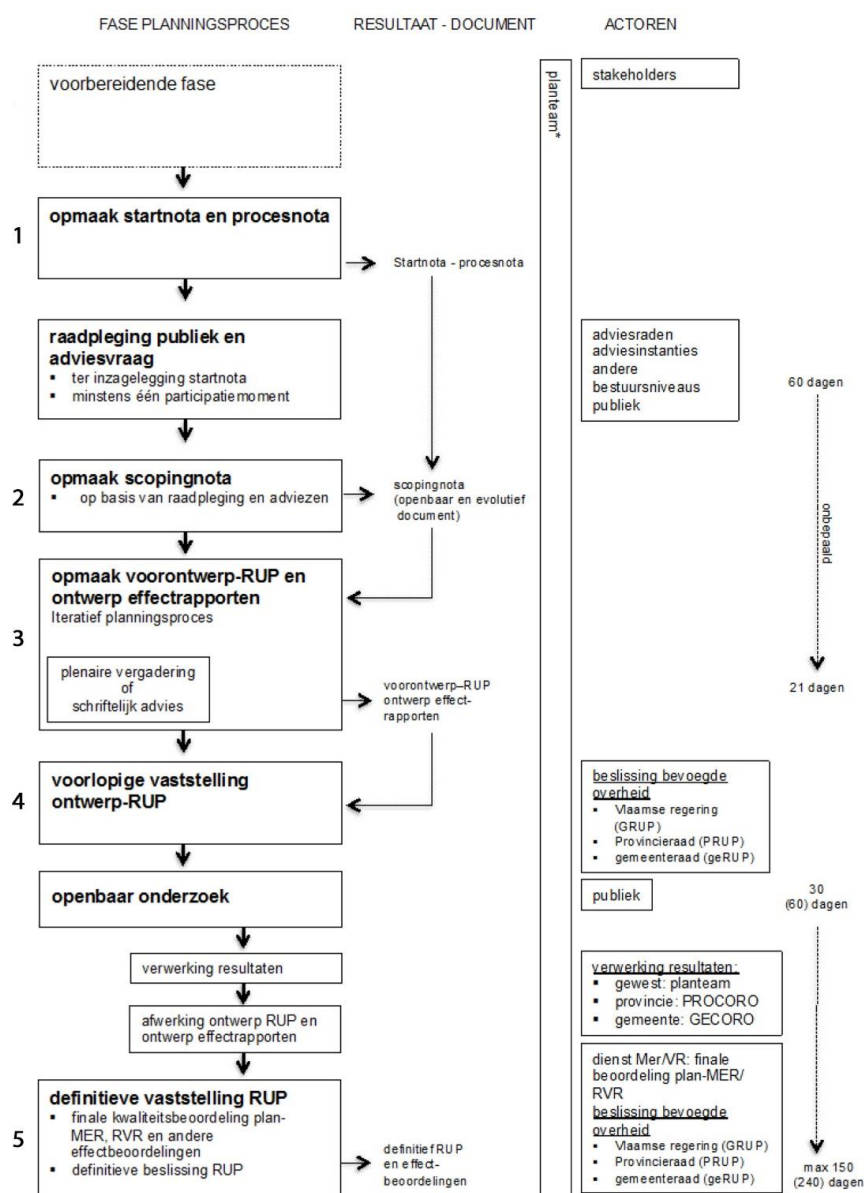 FASE PLANNINGSPROCES
RESULTAAT - DOCUMENT
ACTOREN
voorbereidende fase
planteam*
stakeholders
1
opmaak startnota en procesnota
Startnota - procesnota
raadpleging publiek en
adviesvraag
▪ ter inzagelegging startnota
▪ minstens één participatiemoment
adviesraden
adviesinstanties
andere
bestuursniveaus
publiek
60 dagen
2
opmaak scopingnota
▪ op basis van raadpleging en adviezen
scopingnota
(openbaar en evolutief
document)
onbepaald
3
opmaak voorontwerp-RUP en
ontwerp effectrapporten
Iteratief planningsproces
plenaire vergadering
of
schriftelijk advies
voorontwerp–RUP
ontwerp effect-
rapporten
21 dagen
4
voorlopige vaststelling
ontwerp-RUP
beslissing bevoegde
overheid
▪ Vlaamse regering
(GRUP)
▪ Provincieraad (PRUP)
▪ gemeenteraad (geRUP)
openbaar onderzoek
publiek
30
(60) dagen
verwerking resultaten
verwerking resultaten:
▪ gewest: planteam
▪ provincie: PROCORO
▪ gemeente: GECORO
afwerking ontwerp RUP en
ontwerp effectrapporten
5
definitieve vaststelling RUP
▪ finale kwaliteitsbeoordeling plan-
MER, RVR en andere
effectbeoordelingen
▪ definitieve beslissing RUP
definitief RUP
en effect-
beoordelingen
dienst Mer/VR: finale
beoordeling plan-MER/
RVR
beslissing bevoegde
overheid
▪ Vlaamse regering (GRUP)
▪ Provincieraad (PRUP)
▪ gemeenteraad (geRUP)
max 150
(240) dagen